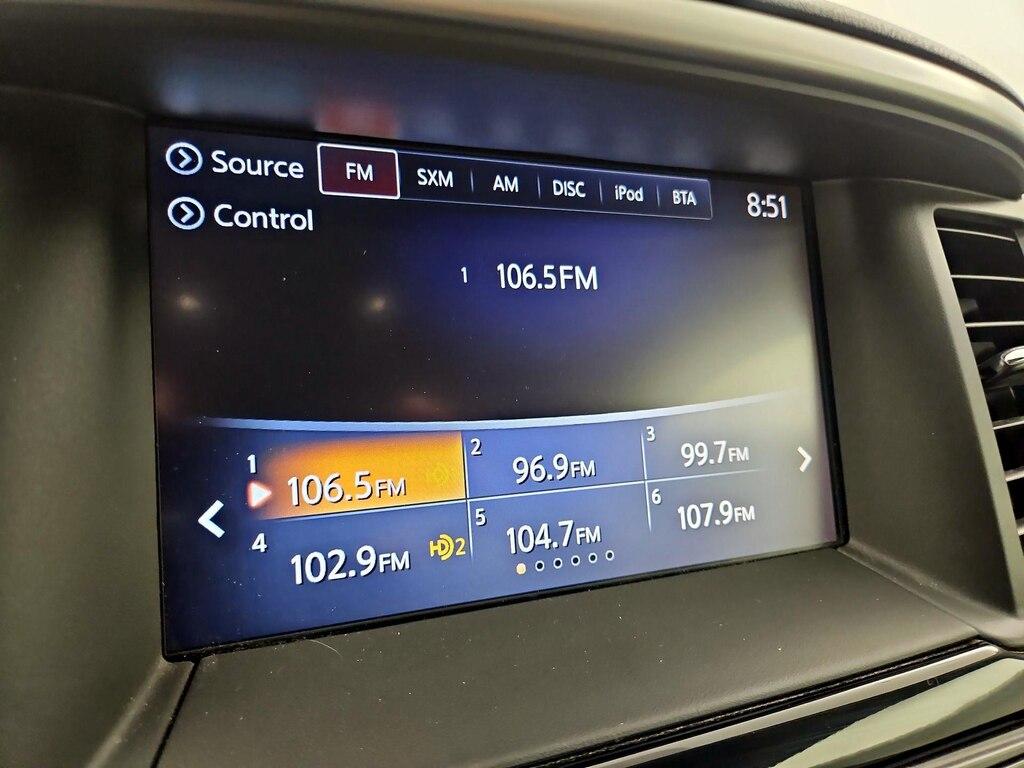 Source FM SXM AM DISC iPod BTA 8:51
Control
1 106.5FM
1 106.5FM 2 96.9FM 3 99.7FM
4 102.9FM HD2 5 104.7FM 6 107.9FM